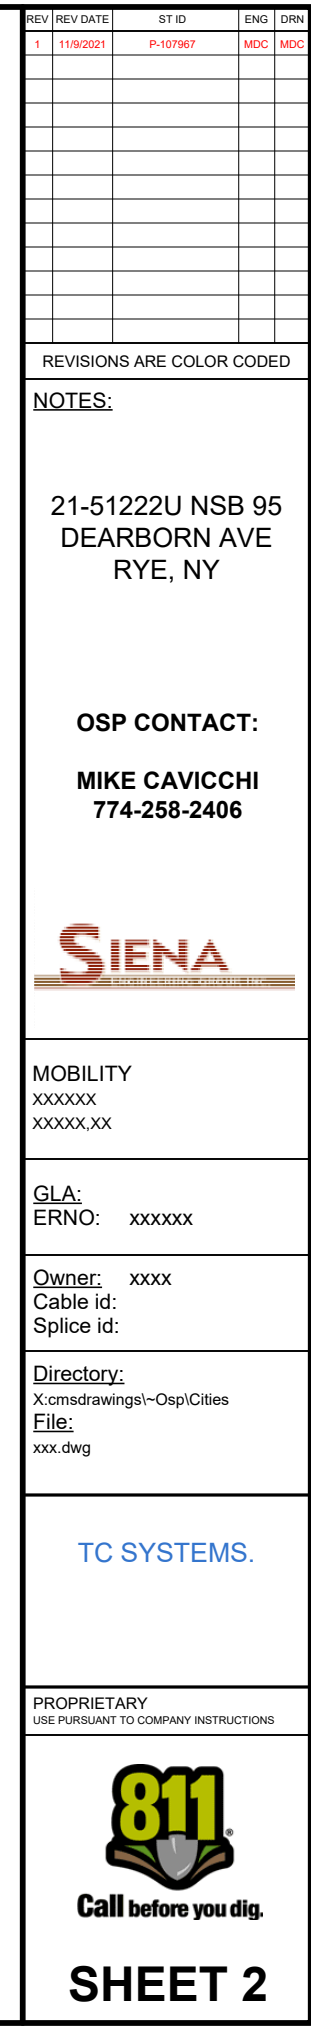 REV REV DATE ST ID ENG DRN
1 11/9/2021 P-107967 MDC MDC
REVISIONS ARE COLOR CODED
NOTES:
21-51222U NSB 95
DEARBORN AVE
RYE, NY
OSP CONTACT:
MIKE CAVICCHI
774-258-2406
SIENA
ENGINEERING GROUP, INC.
MOBILITY
XXXXXX
XXXXX,XX
GLA:
ERNO: xxxxxx
Owner: xxxx
Cable id:
Splice id:
Directory:
X:cmsdrawings\~Osp\Cities
File:
xxx.dwg
TC SYSTEMS.
PROPRIETARY
USE PURSUANT TO COMPANY INSTRUCTIONS
811®
Call before you dig.
SHEET 2